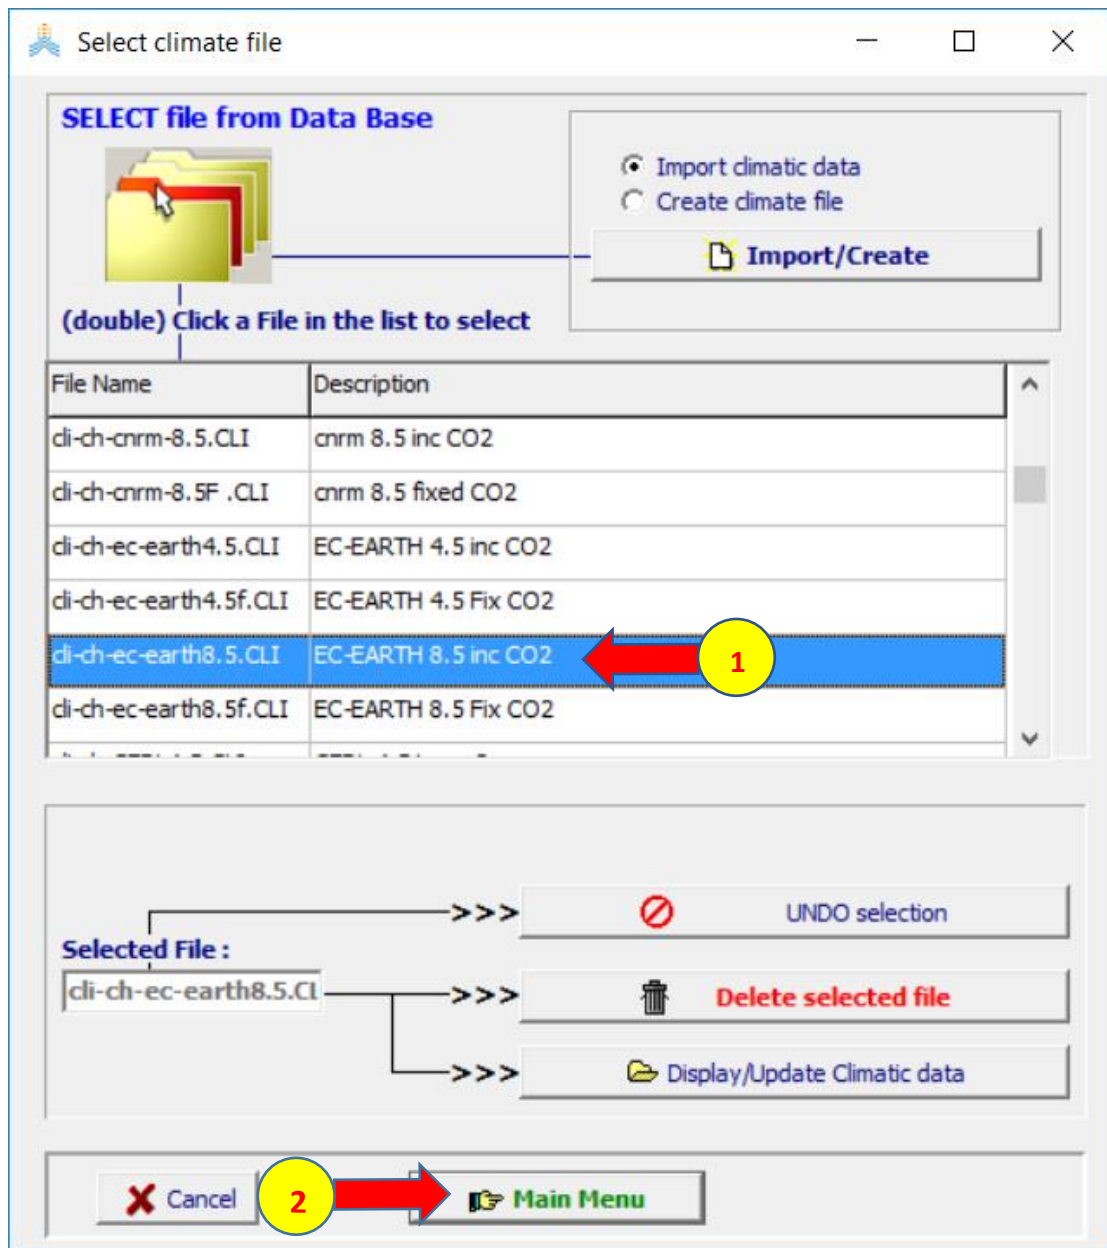 Select climate file
SELECT file from Data Base
Import climatic data
Create climate file
Import/Create
(double) Click a File in the list to select
File Name Description
cli-ch-cnrm-8.5.CLI cnrm 8.5 inc CO2
cli-ch-cnrm-8.5F .CLI cnrm 8.5 fixed CO2
cli-ch-ec-earth4.5.CLI EC-EARTH 4.5 inc CO2
cli-ch-ec-earth4.5f.CLI EC-EARTH 4.5 Fix CO2
cli-ch-ec-earth8.5.CLI EC-EARTH 8.5 inc CO2 1
cli-ch-ec-earth8.5f.CLI EC-EARTH 8.5 Fix CO2
>>> UNDO selection
Selected File :
cli-ch-ec-earth8.5.CL >>> Delete selected file
>>> Display/Update Climatic data
Cancel 2 Main Menu